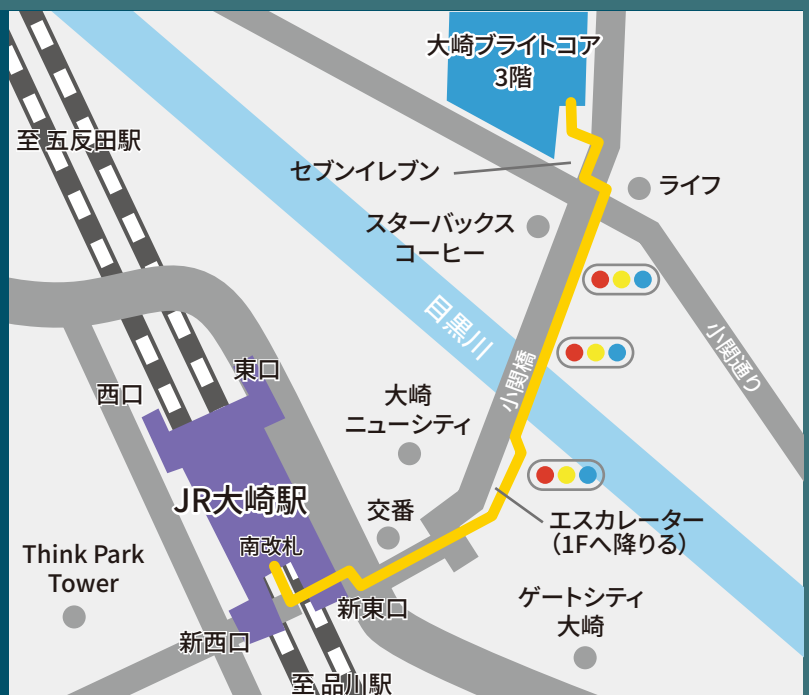 大崎ブライトコア
3階
至 五反田駅
セブンイレブン
ライフ
スターバックス
コーヒー
目黒川
小関橋
小関通り
東口
西口
大崎
ニューシティ
JR大崎駅
交番
エスカレーター
（1Fへ降りる）
南改札
Think Park
Tower
新東口
ゲートシティ
大崎
新西口
至 品川駅